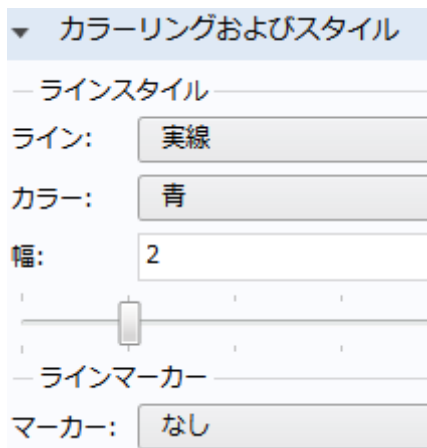 カラーリングおよびスタイル
ラインスタイル
ライン: 実線
カラー: 青
幅: 2
ラインマーカー
マーカー: なし